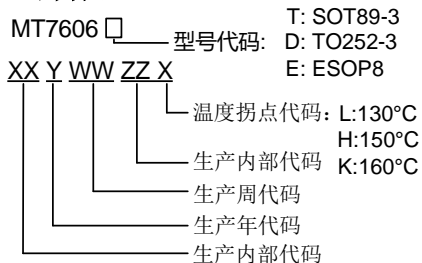 MT7606 □ 型号代码: T: SOT89-3
D: TO252-3
E: ESOP8
XX Y WW ZZ X
温度拐点代码：L:130°C
H:150°C
K:160°C
生产内部代码
生产周代码
生产年代码
生产内部代码